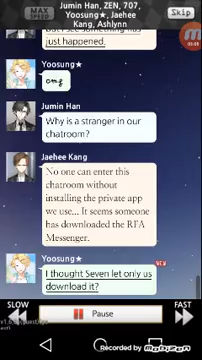 MAX
SPEED
Jumin Han, ZEN, 707,
Yoosung★, Jaehee
Kang, Ashlynn
Skip
just happened.
Yoosung★
omg
Jumin Han
Why is a stranger in our
chatroom?
Jaehee Kang
No one can enter this
chatroom without
installing the private app
we use... It seems someone
has downloaded the RFA
Messenger.
Yoosung★
NEW
I thought Seven let only us
download it?
SLOW
Pause
FAST
Recorded by